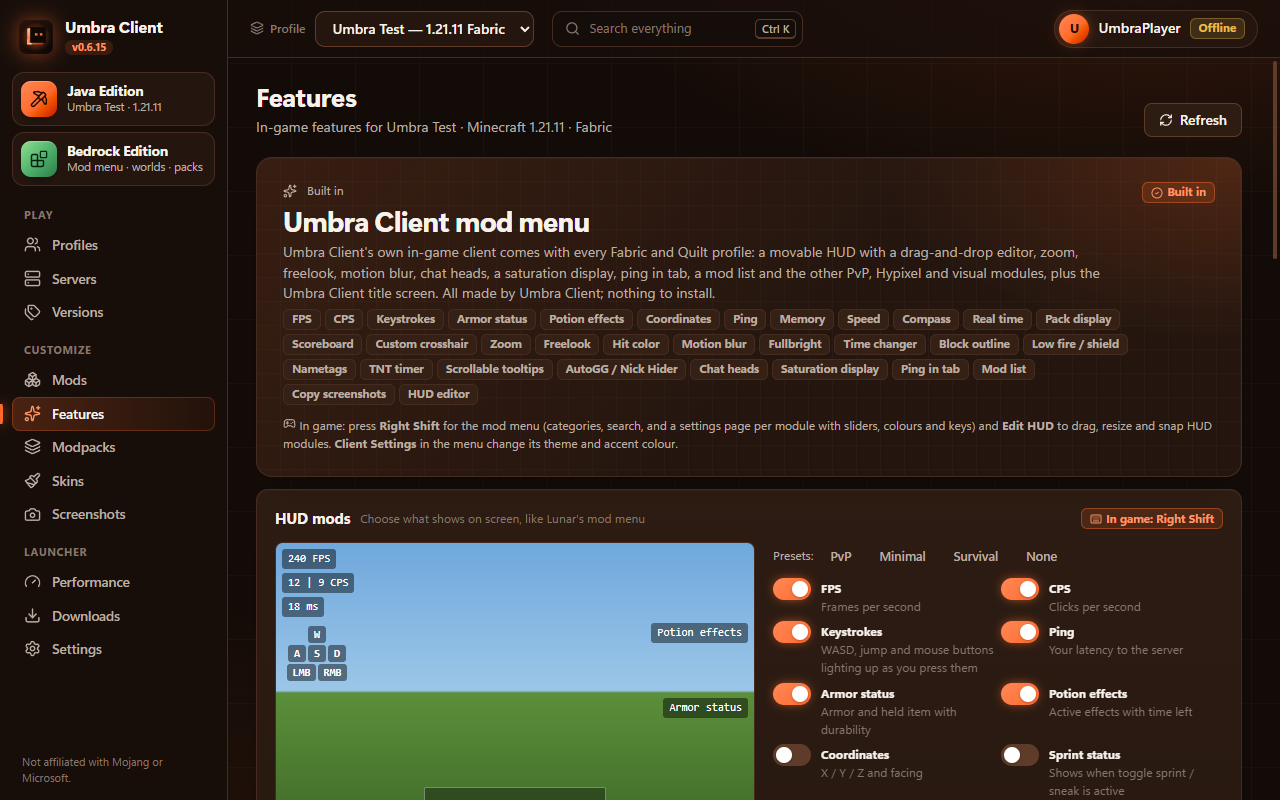 Umbra Client
v0.6.15
Profile
Umbra Test — 1.21.11 Fabric
Search everything
Ctrl K
U
UmbraPlayer
Offline
Java Edition
Umbra Test · 1.21.11
Bedrock Edition
Mod menu · worlds · packs
PLAY
Profiles
Servers
Versions
CUSTOMIZE
Mods
Features
Modpacks
Skins
Screenshots
LAUNCHER
Performance
Downloads
Settings
Not affiliated with Mojang or
Microsoft.
Features
In-game features for Umbra Test · Minecraft 1.21.11 · Fabric
Refresh
Built in
Built in
Umbra Client mod menu
Umbra Client's own in-game client comes with every Fabric and Quilt profile: a movable HUD with a drag-and-drop editor, zoom,
freelook, motion blur, chat heads, a saturation display, ping in tab, a mod list and the other PvP, Hypixel and visual modules, plus the
Umbra Client title screen. All made by Umbra Client; nothing to install.
FPS CPS Keystrokes Armor status Potion effects Coordinates Ping Memory Speed Compass Real time Pack display
Scoreboard Custom crosshair Zoom Freelook Hit color Motion blur Fullbright Time changer Block outline Low fire / shield
Nametags TNT timer Scrollable tooltips AutoGG / Nick Hider Chat heads Saturation display Ping in tab Mod list
Copy screenshots HUD editor
In game: press Right Shift for the mod menu (categories, search, and a settings page per module with sliders, colours and keys) and Edit HUD to drag, resize and snap HUD
modules. Client Settings in the menu change its theme and accent colour.
HUD mods Choose what shows on screen, like Lunar's mod menu
In game: Right Shift
240 FPS
12 | 9 CPS
18 ms
W
A S D
LMB RMB
Potion effects
Armor status
Presets: PvP Minimal Survival None
FPS
Frames per second
CPS
Clicks per second
Keystrokes
WASD, jump and mouse buttons
lighting up as you press them
Ping
Your latency to the server
Armor status
Armor and held item with
durability
Potion effects
Active effects with time left
Coordinates
X / Y / Z and facing
Sprint status
Shows when toggle sprint /
sneak is active